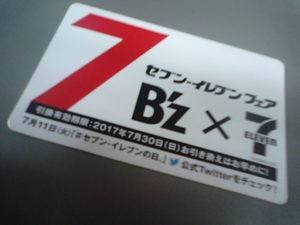 7
セブン-イレブンフェア
B'z × 7
ELEVEN
引換有効期間:2017年7月30日(日)お引き換えはお早めに!
7月11日(火)「#セブン-イレブンの日。」 公式Twitterをチェック!